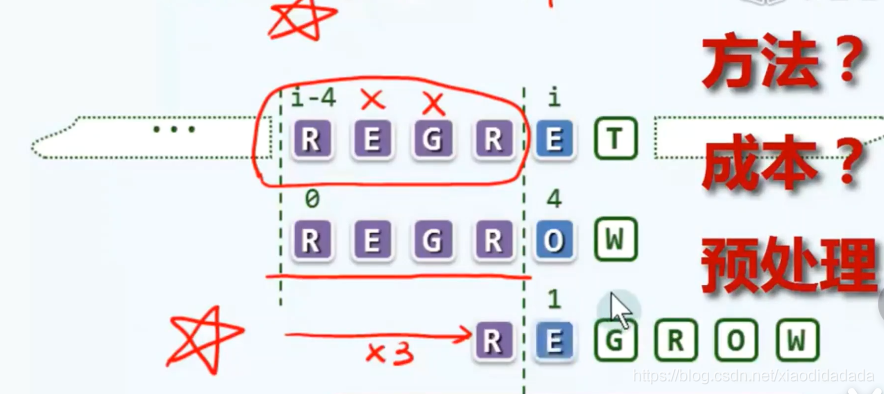 方法？
i-4 × × i
... R E G R E T
成本？
0 4
R E G R O W
预处理
1
R E G R O W
×3
https://blog.csdn.net/xiaodidadada